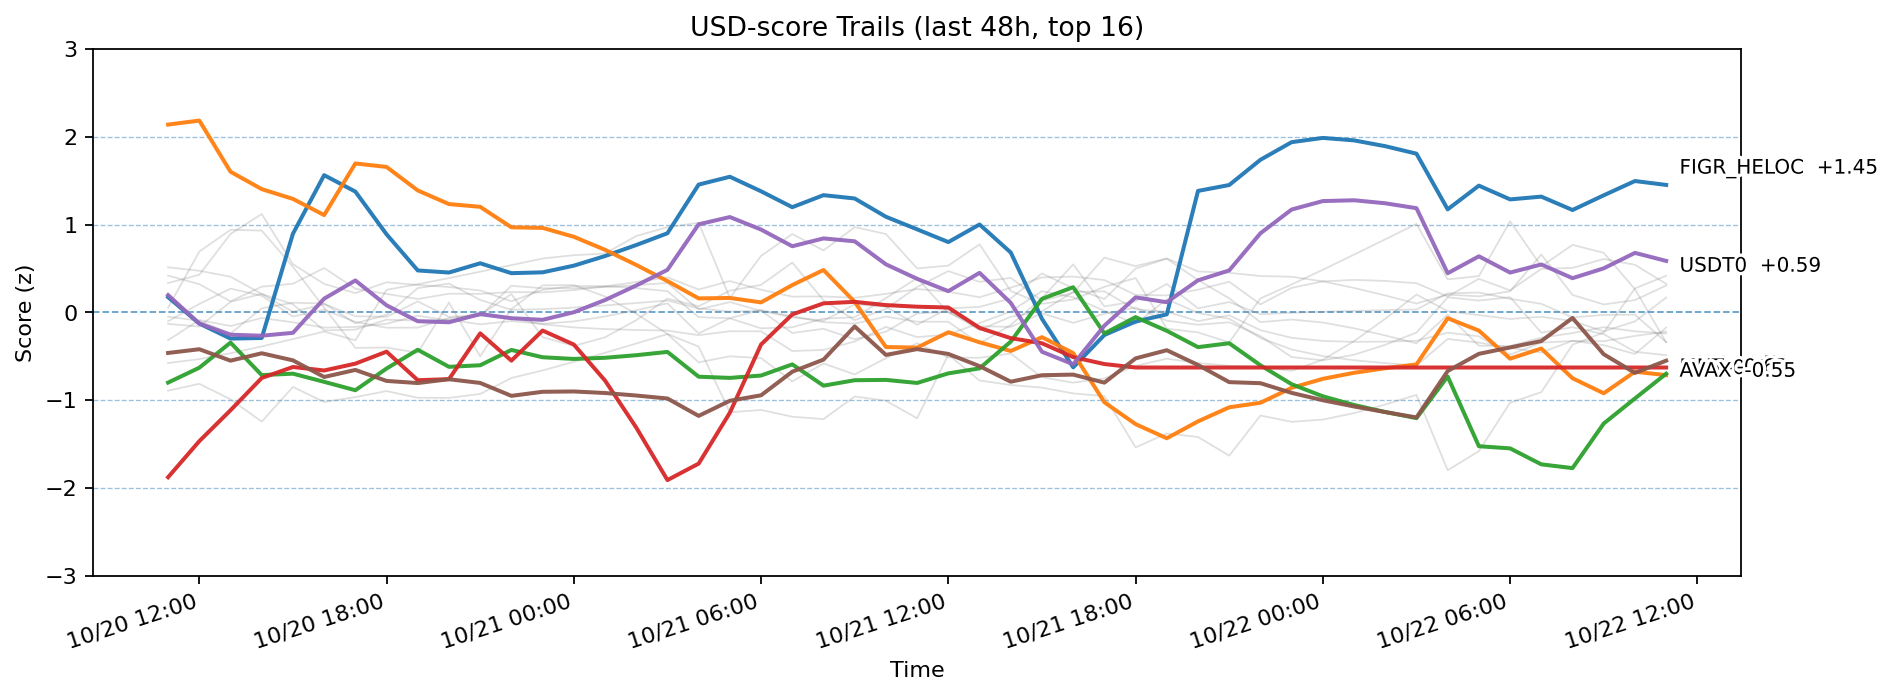 USD-score Trails (last 48h, top 16)
3
2
1
0
−1
−2
−3
Score (z)
FIGR_HELOC +1.45
USDT0 +0.59
AVAX -0.55
10/20 12:00
10/20 18:00
10/21 00:00
10/21 06:00
10/21 12:00
10/21 18:00
10/22 00:00
10/22 06:00
10/22 12:00
Time